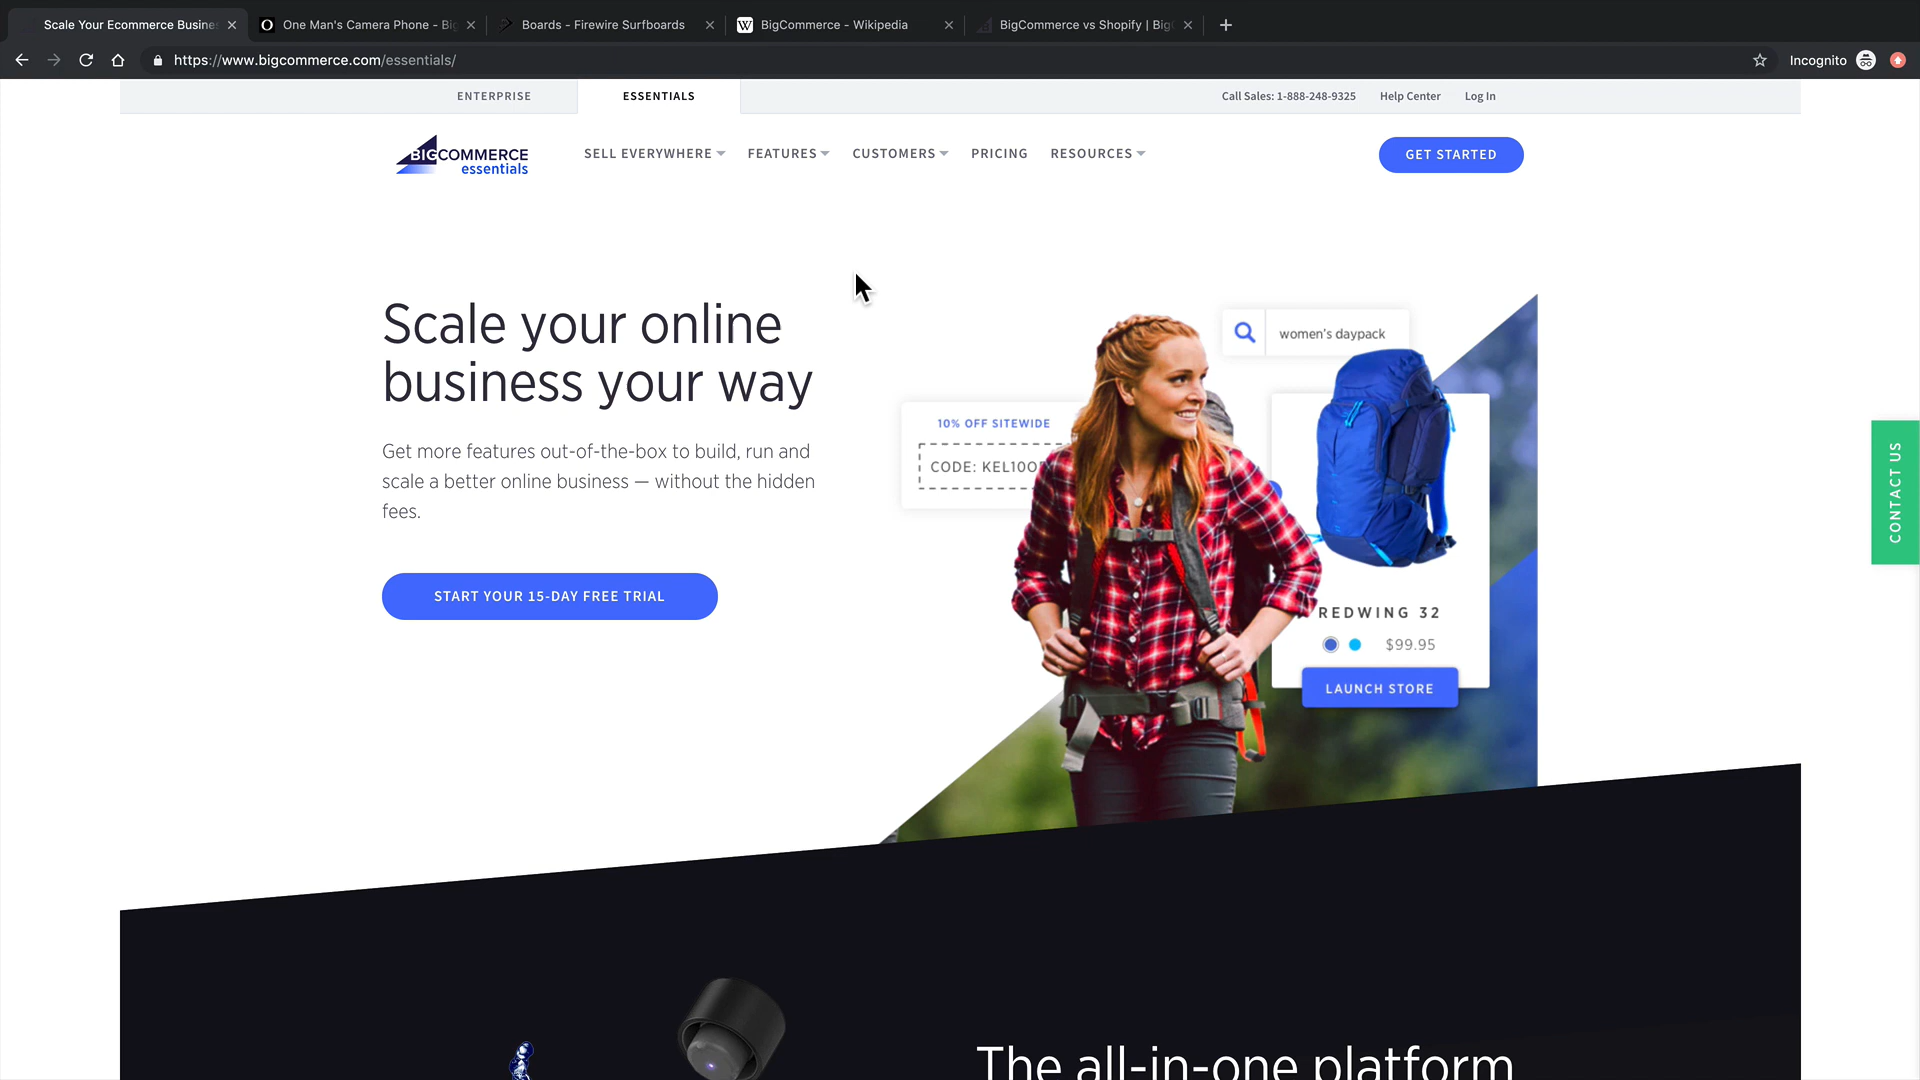 Scale Your Ecommerce Busine
One Man's Camera Phone - Bi
Boards - Firewire Surfboards
W
BigCommerce - Wikipedia
BigCommerce vs Shopify | Big
https://www.bigcommerce.com/essentials/
Incognito
ENTERPRISE
ESSENTIALS
Call Sales: 1-888-248-9325
Help Center
Log In
BIGCOMMERCE
essentials
SELL EVERYWHERE
FEATURES
CUSTOMERS
PRICING
RESOURCES
GET STARTED
Scale your online
business your way
Get more features out-of-the-box to build, run and
scale a better online business — without the hidden
fees.
START YOUR 15-DAY FREE TRIAL
women's daypack
10% OFF SITEWIDE
CODE: KEL10O
REDWING 32
$99.95
LAUNCH STORE
CONTACT US
The all-in-one platform